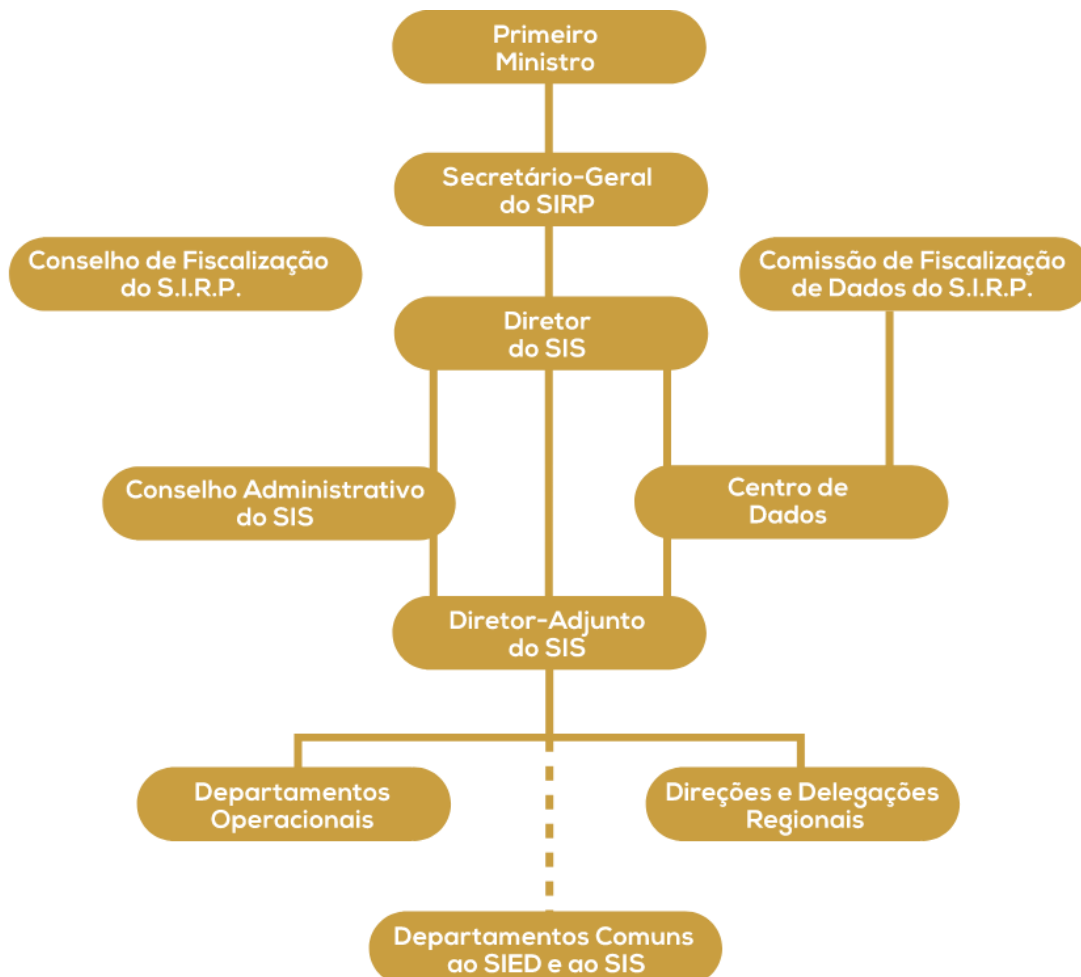 Primeiro
Ministro
Secretário-Geral
do SIRP
Conselho de Fiscalização
do S.I.R.P.
Comissão de Fiscalização
de Dados do S.I.R.P.
Diretor
do SIS
Conselho Administrativo
do SIS
Centro de
Dados
Diretor-Adjunto
do SIS
Departamentos
Operacionais
Direções e Delegações
Regionais
Departamentos Comuns
ao SIED e ao SIS